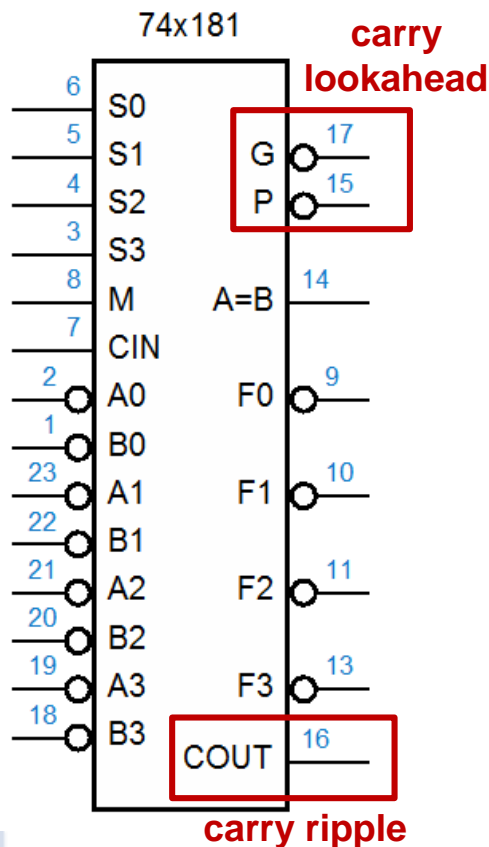 74x181
carry
lookahead
6 S0
5 S1 G 17
4 S2 P 15
3 S3
8 M A=B 14
7 CIN
2 A0 F0 9
1 B0
23 A1 F1 10
22 B1
21 A2 F2 11
20 B2
19 A3 F3 13
18 B3
COUT 16
carry ripple